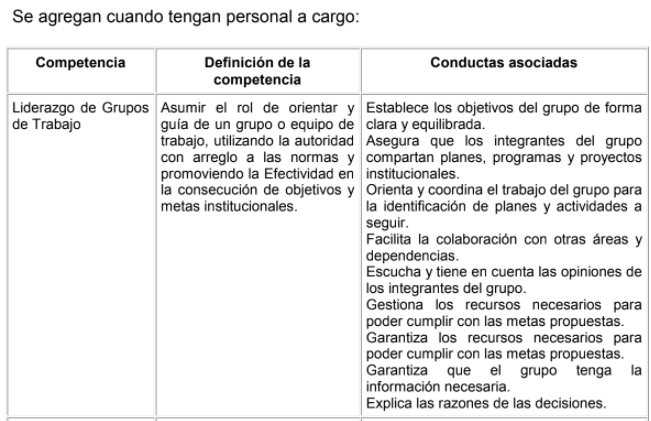 Se agregan cuando tengan personal a cargo:
Competencia
Definición de la
competencia
Conductas asociadas
Liderazgo de Grupos
de Trabajo
Asumir el rol de orientar y
guía de un grupo o equipo de
trabajo, utilizando la autoridad
con arreglo a las normas y
promoviendo la Efectividad en
la consecución de objetivos y
metas institucionales.
Establece los objetivos del grupo de forma
clara y equilibrada.
Asegura que los integrantes del grupo
compartan planes, programas y proyectos
institucionales.
Orienta y coordina el trabajo del grupo para
la identificación de planes y actividades a
seguir.
Facilita la colaboración con otras áreas y
dependencias.
Escucha y tiene en cuenta las opiniones de
los integrantes del grupo.
Gestiona los recursos necesarios para
poder cumplir con las metas propuestas.
Garantiza los recursos necesarios para
poder cumplir con las metas propuestas.
Garantiza que el grupo tenga la
información necesaria.
Explica las razones de las decisiones.